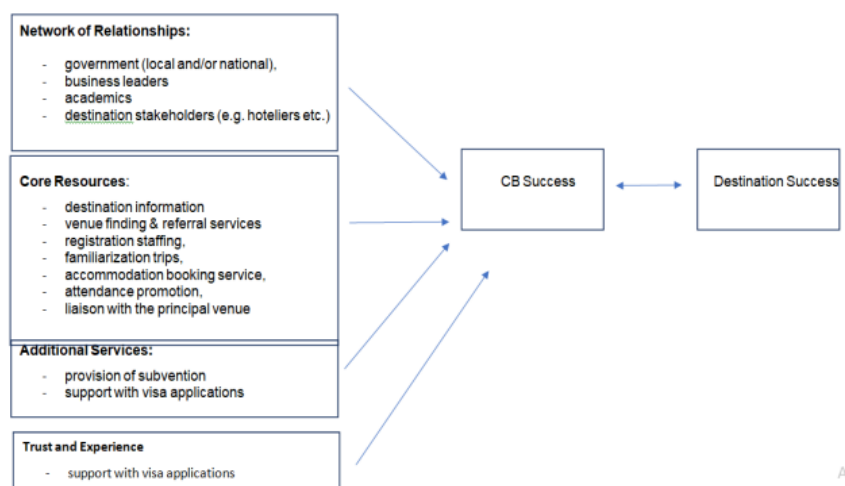 Network of Relationships:
- government (local and/or national),
- business leaders
- academics
- destination stakeholders (e.g. hoteliers etc.)
Core Resources:
- destination information
- venue finding & referral services
- registration staffing,
- familiarization trips,
- accommodation booking service,
- attendance promotion,
- liaison with the principal venue
Additional Services:
- provision of subvention
- support with visa applications
Trust and Experience
- support with visa applications
CB Success
Destination Success
A